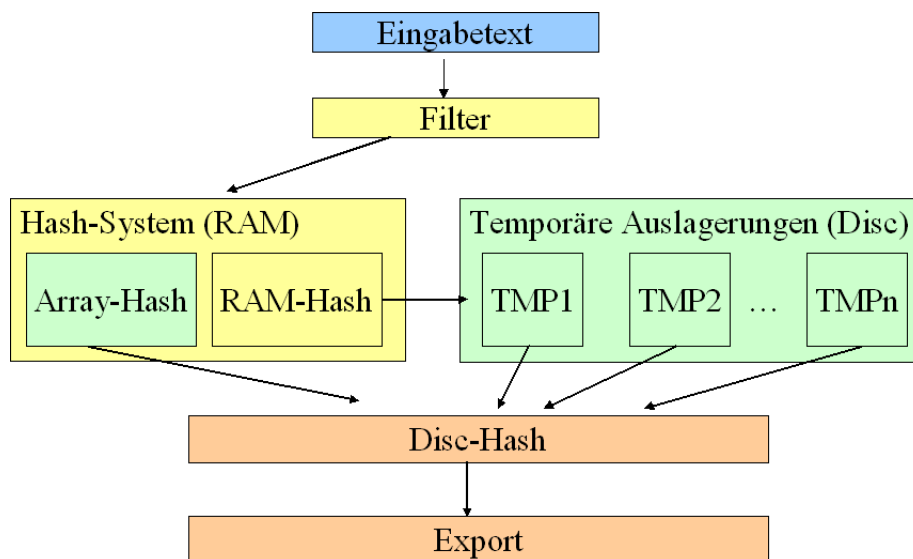 Eingabetext
Filter
Hash-System (RAM)
Array-Hash
RAM-Hash
Temporäre Auslagerungen (Disc)
TMP1
TMP2
...
TMPn
Disc-Hash
Export